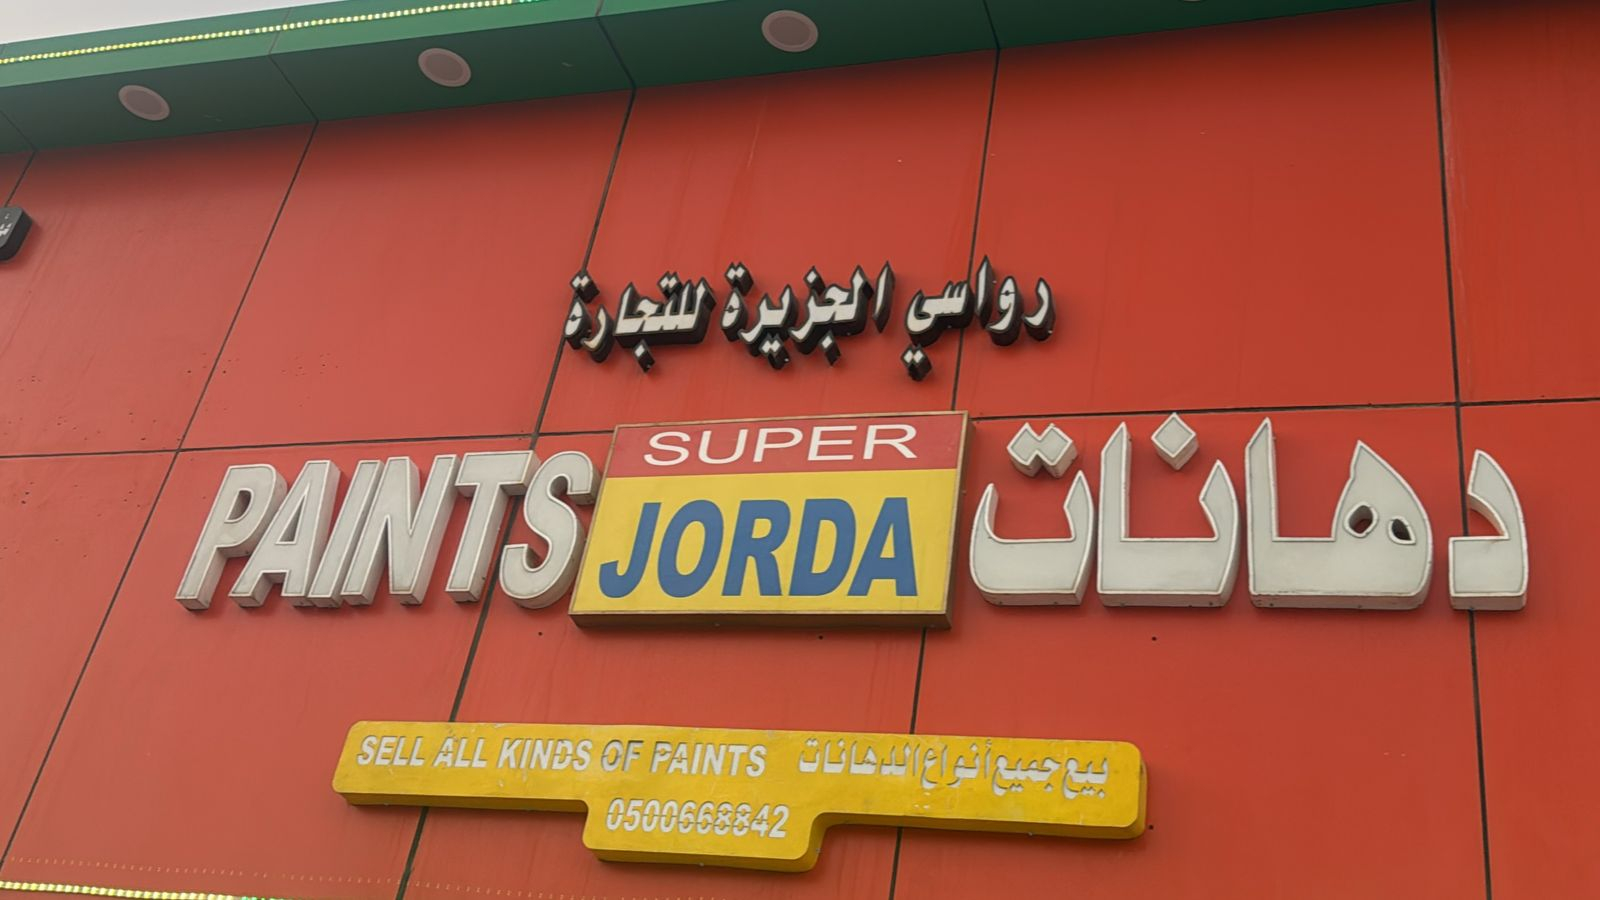 رواسي الجزيرة للتجارة
PAINTS SUPER JORDA دهانات
SELL ALL KINDS OF PAINTS بيع جميع أنواع الدهانات
0500668842